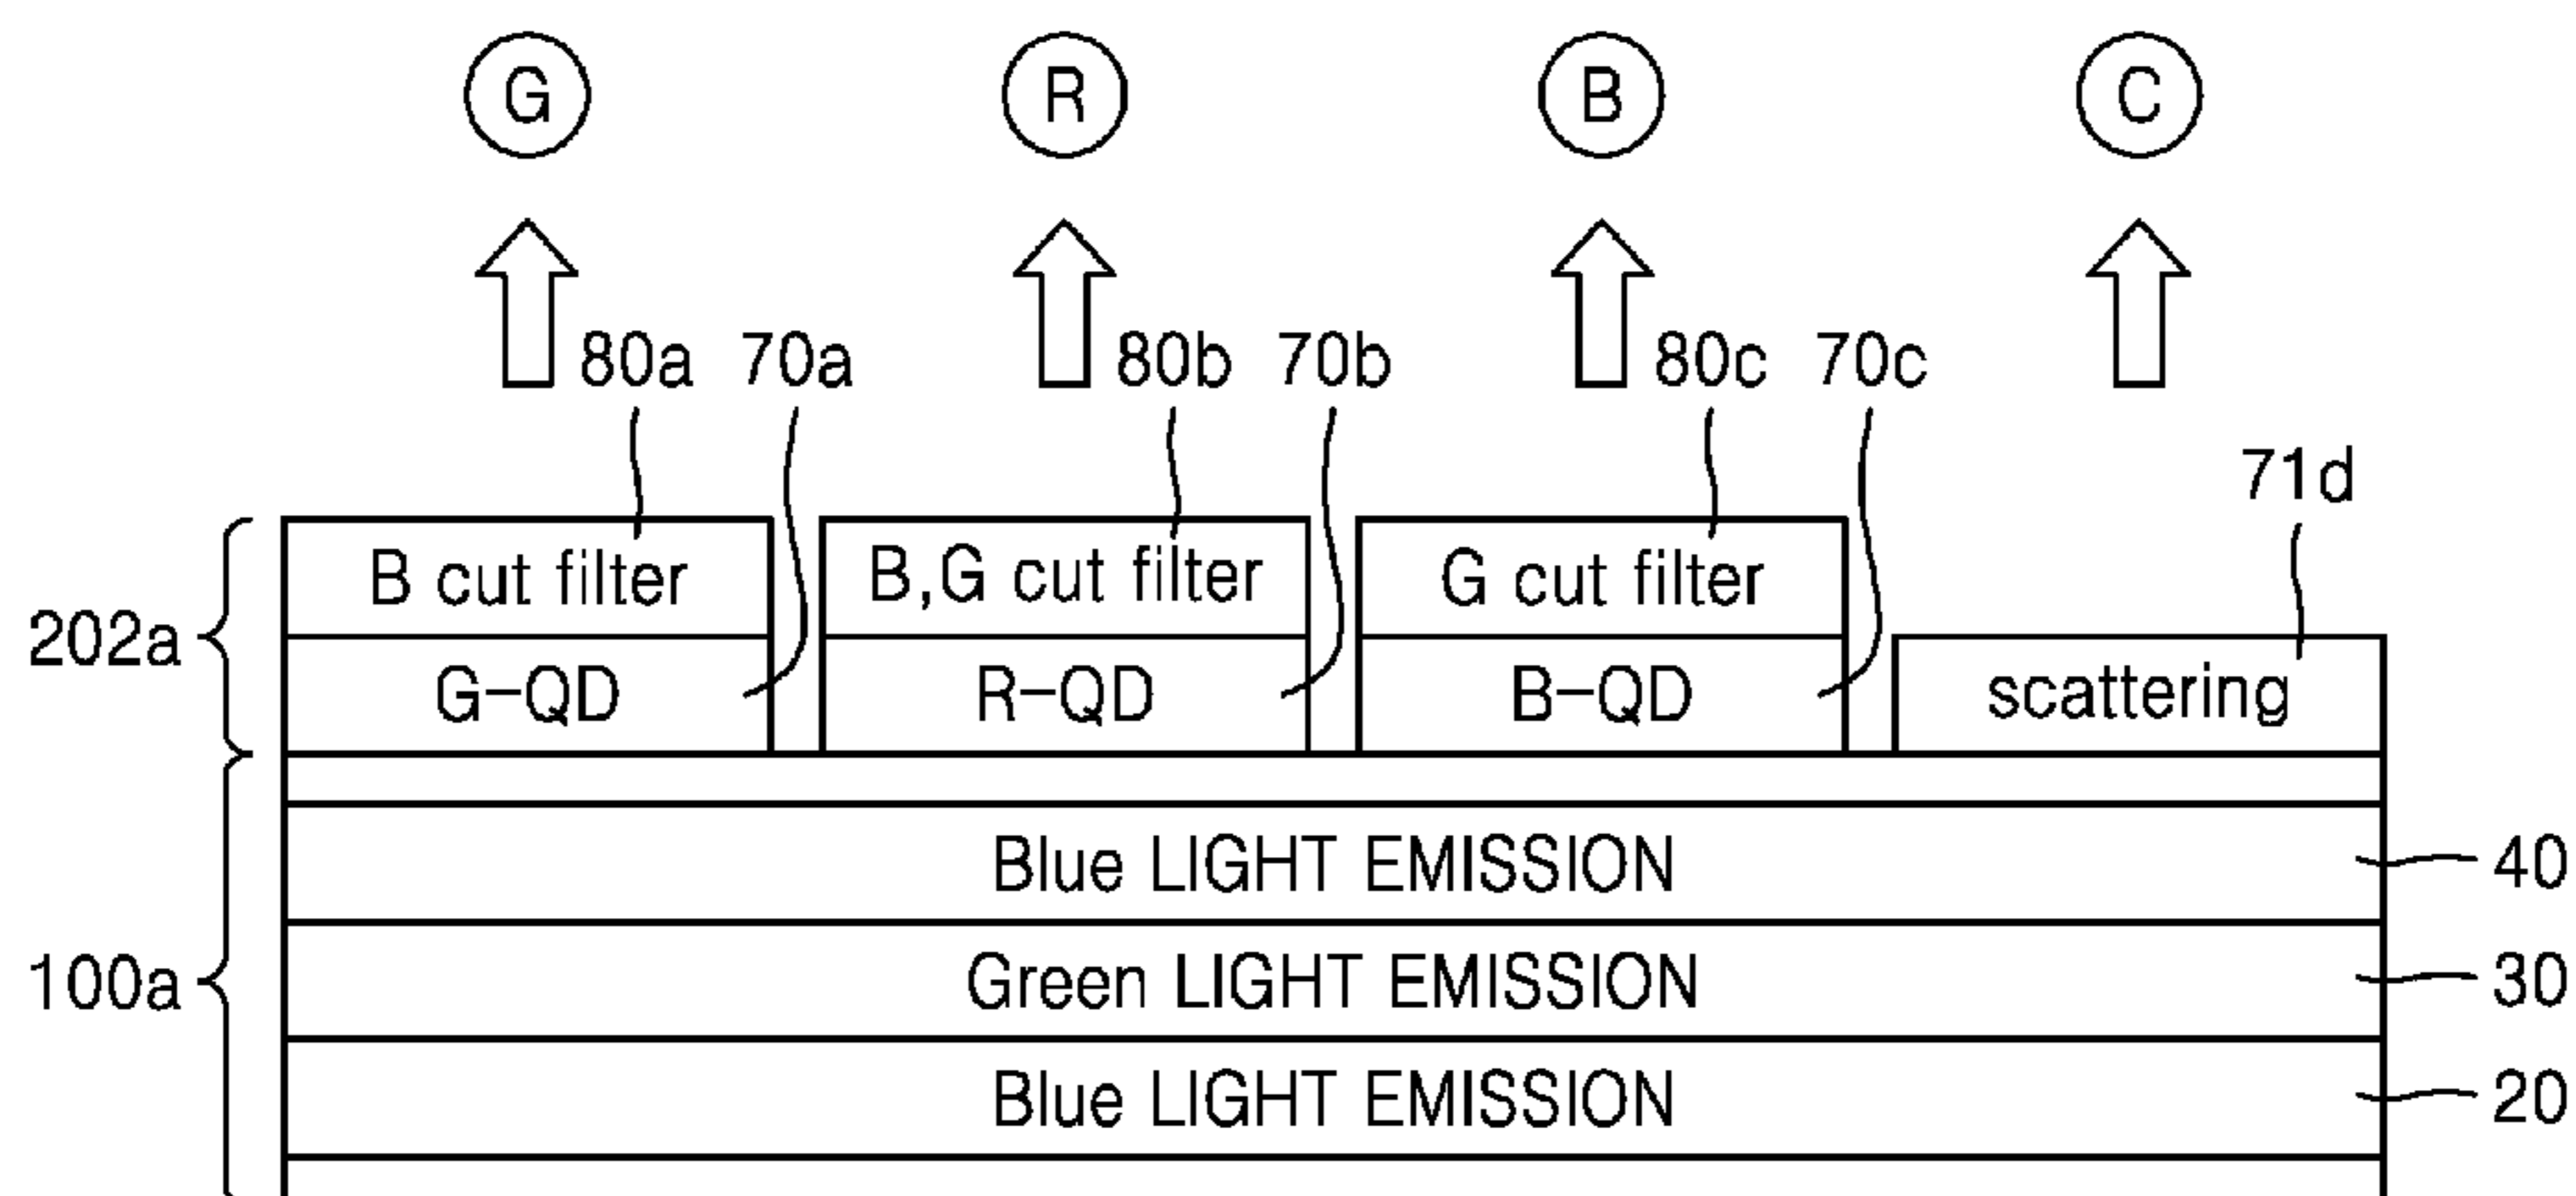 G R B C
80a 70a 80b 70b 80c 70c
71d
B cut filter B,G cut filter G cut filter
202a
G-QD R-QD B-QD scattering
Blue LIGHT EMISSION 40
100a Green LIGHT EMISSION 30
Blue LIGHT EMISSION 20